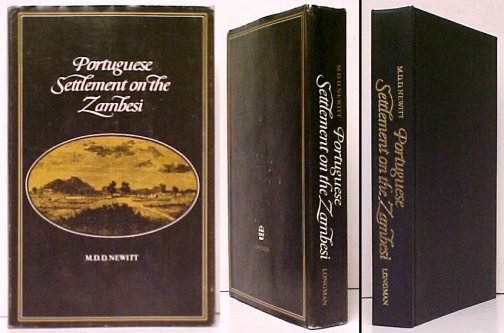 Portuguese
Settlement on the
Zambesi
M.D.D. NEWITT
M.D.D. NEWITT
Portuguese
Settlement on the Zambesi
LONGMAN
M.D.D. NEWITT
Portuguese
Settlement on the Zambesi
LONGMAN